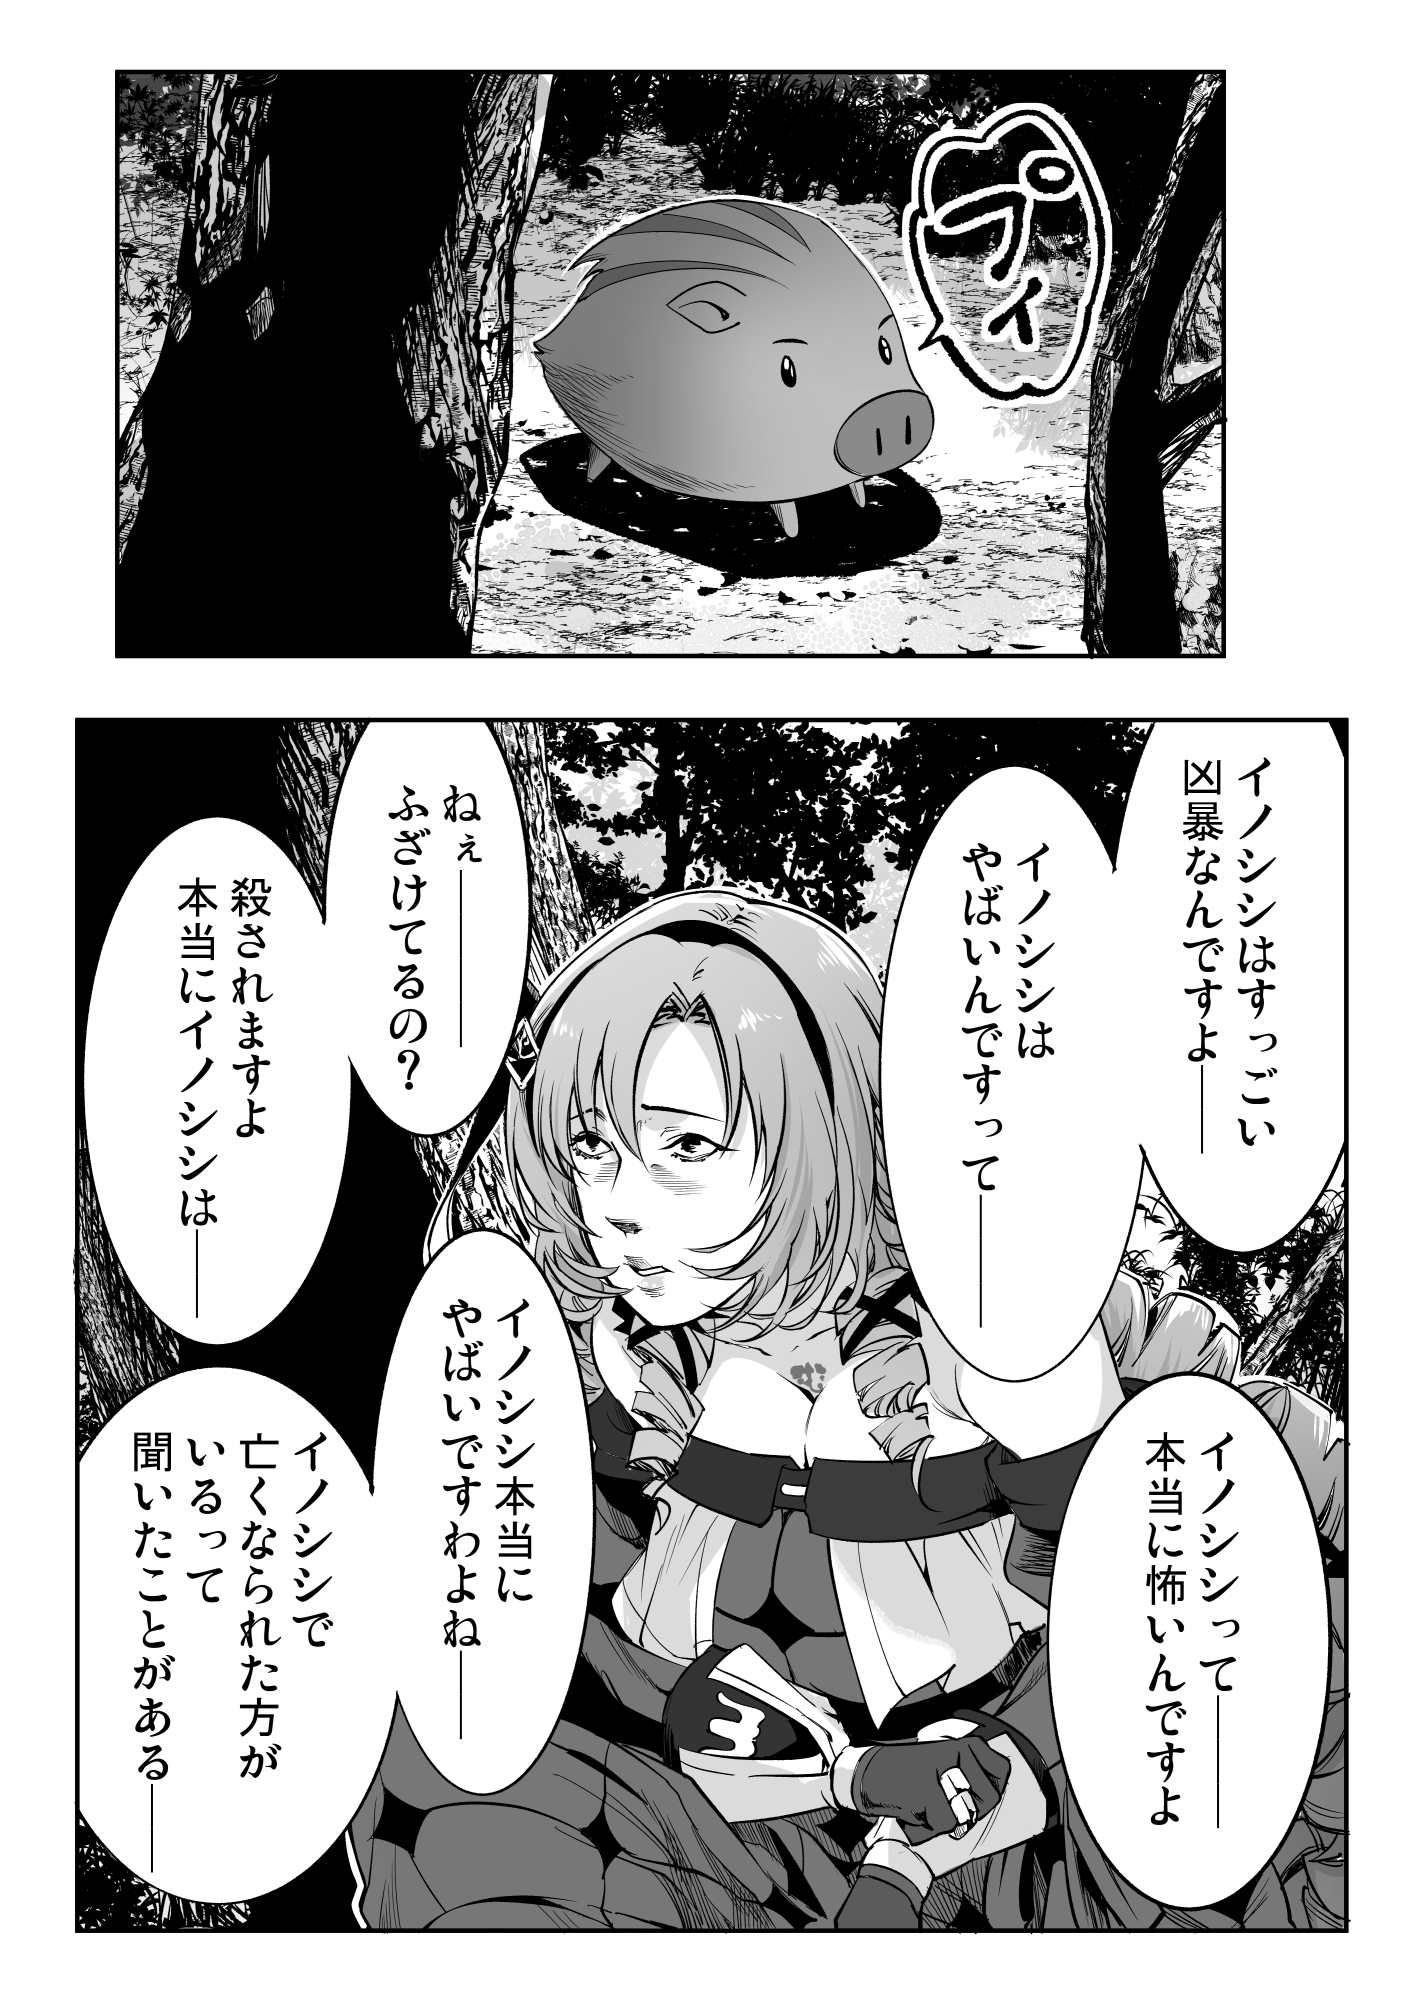 プイ
イノシシはすっごい
凶暴なんですよ――
イノシシは
やばいんですって――
イノシシって――
本当に怖いんですよ
ねぇ――
ふざけてるの?
殺されますよ
本当にイノシシは――
イノシシ本当に
やばいですわよね――
イノシシで
亡くなられた方が
いるって
聞いたことがある――